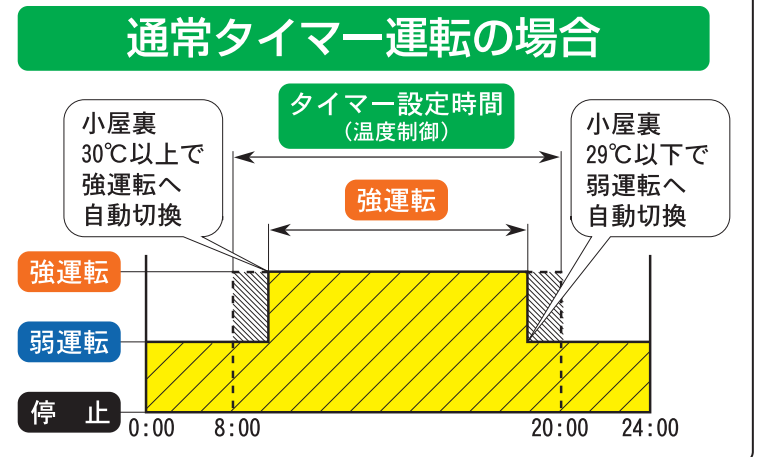 通常タイマー運転の場合
タイマー設定時間
（温度制御）
小屋裏
30℃以上で
強運転へ
自動切換
小屋裏
29℃以下で
弱運転へ
自動切換
強運転
強運転
弱運転
停 止
0:00 8:00 20:00 24:00